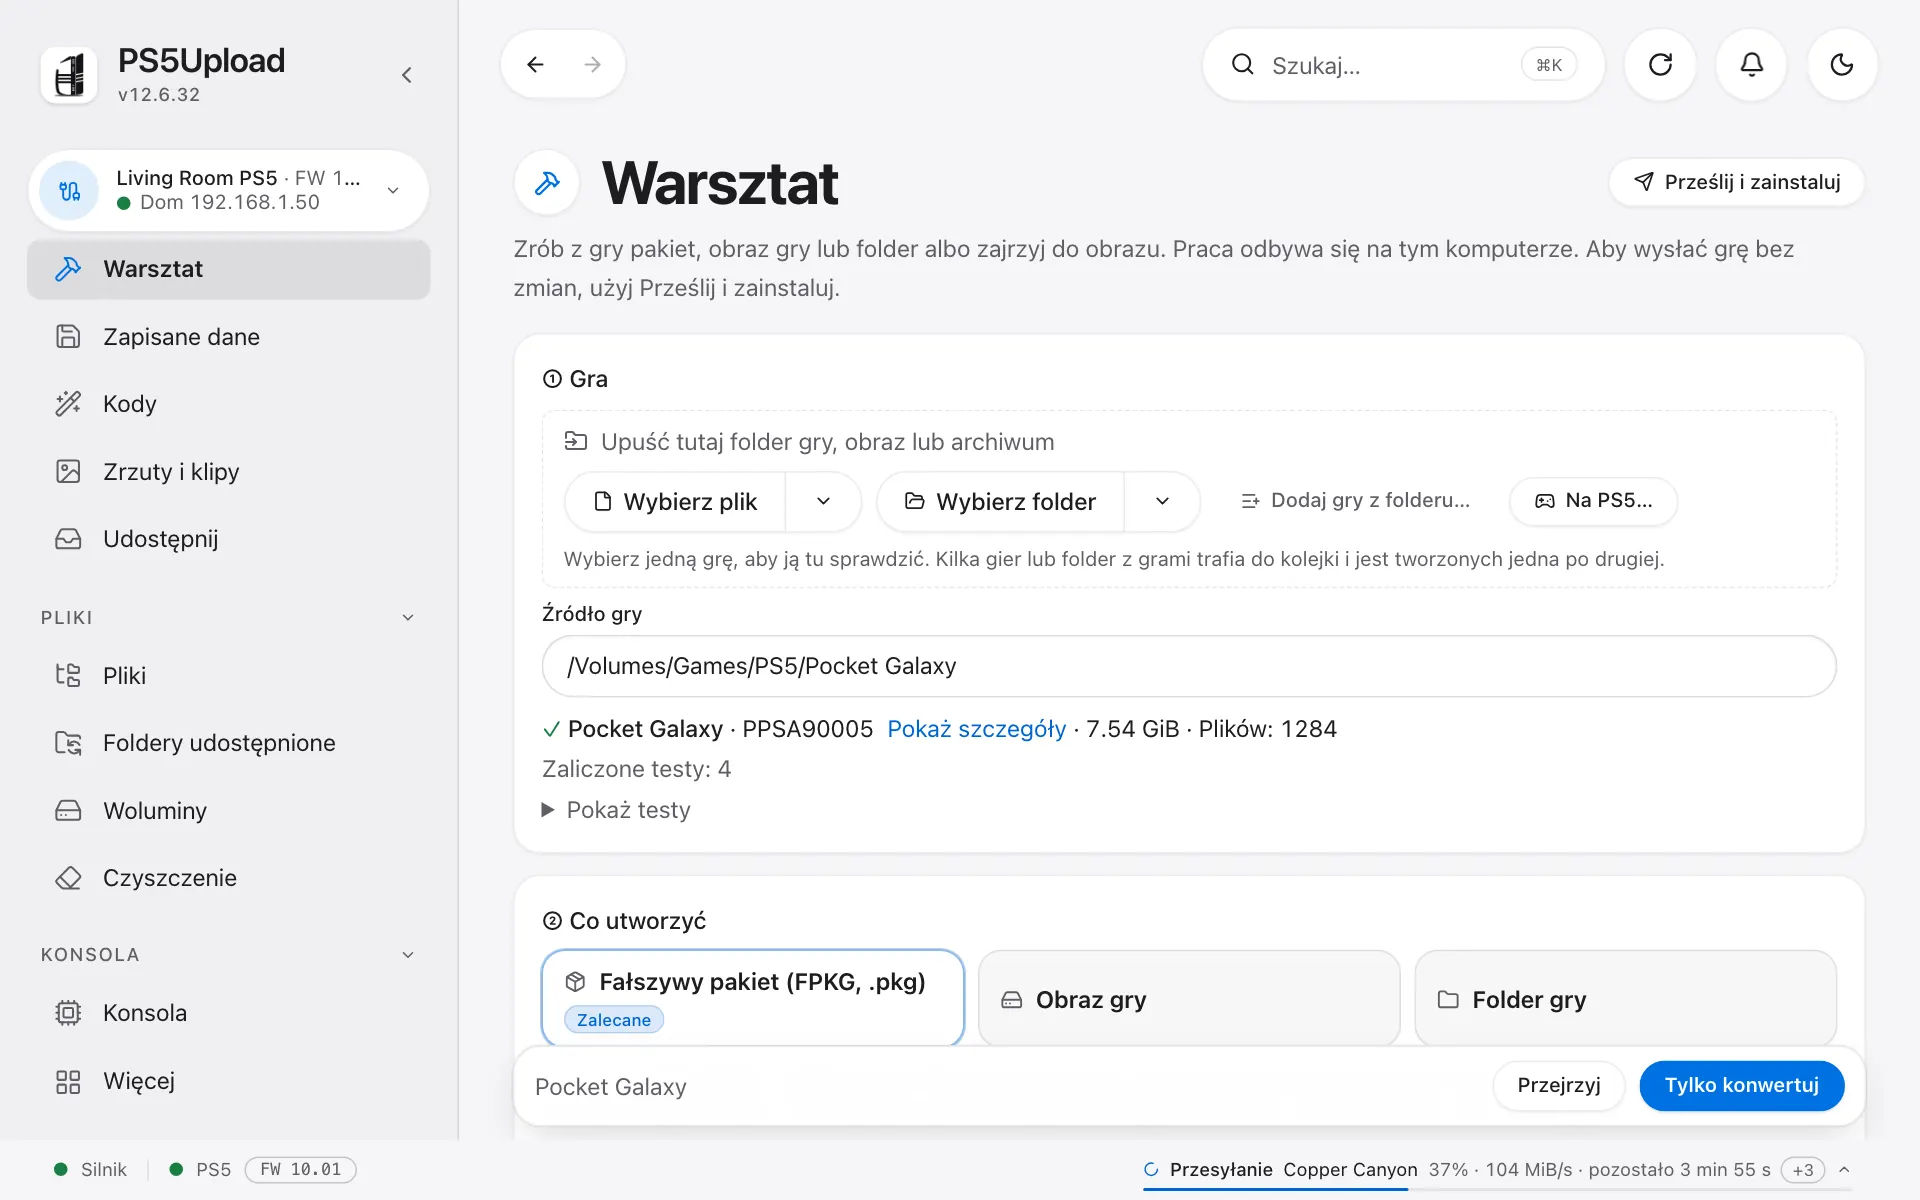 PS5Upload
v12.6.32
Living Room PS5 · FW 1...
Dom 192.168.1.50
Warsztat
Zapisane dane
Kody
Zrzuty i klipy
Udostępnij
PLIKI
Pliki
Foldery udostępnione
Woluminy
Czyszczenie
KONSOLA
Konsola
Więcej
Szukaj...
⌘K
Warsztat
Prześlij i zainstaluj
Zrób z gry pakiet, obraz gry lub folder albo zajrzyj do obrazu. Praca odbywa się na tym komputerze. Aby wysłać grę bez
zmian, użyj Prześlij i zainstaluj.
① Gra
Upuść tutaj folder gry, obraz lub archiwum
Wybierz plik
Wybierz folder
Dodaj gry z folderu...
Na PS5...
Wybierz jedną grę, aby ją tu sprawdzić. Kilka gier lub folder z grami trafia do kolejki i jest tworzonych jedna po drugiej.
Źródło gry
/Volumes/Games/PS5/Pocket Galaxy
Pocket Galaxy · PPSA90005 Pokaż szczegóły · 7.54 GiB · Plików: 1284
Zaliczone testy: 4
Pokaż testy
② Co utworzyć
Fałszywy pakiet (FPKG, .pkg)
Zalecane
Obraz gry
Folder gry
Pocket Galaxy
Przejrzyj
Tylko konwertuj
Silnik
PS5
FW 10.01
Przesyłanie Copper Canyon 37% · 104 MiB/s · pozostało 3 min 55 s
+3